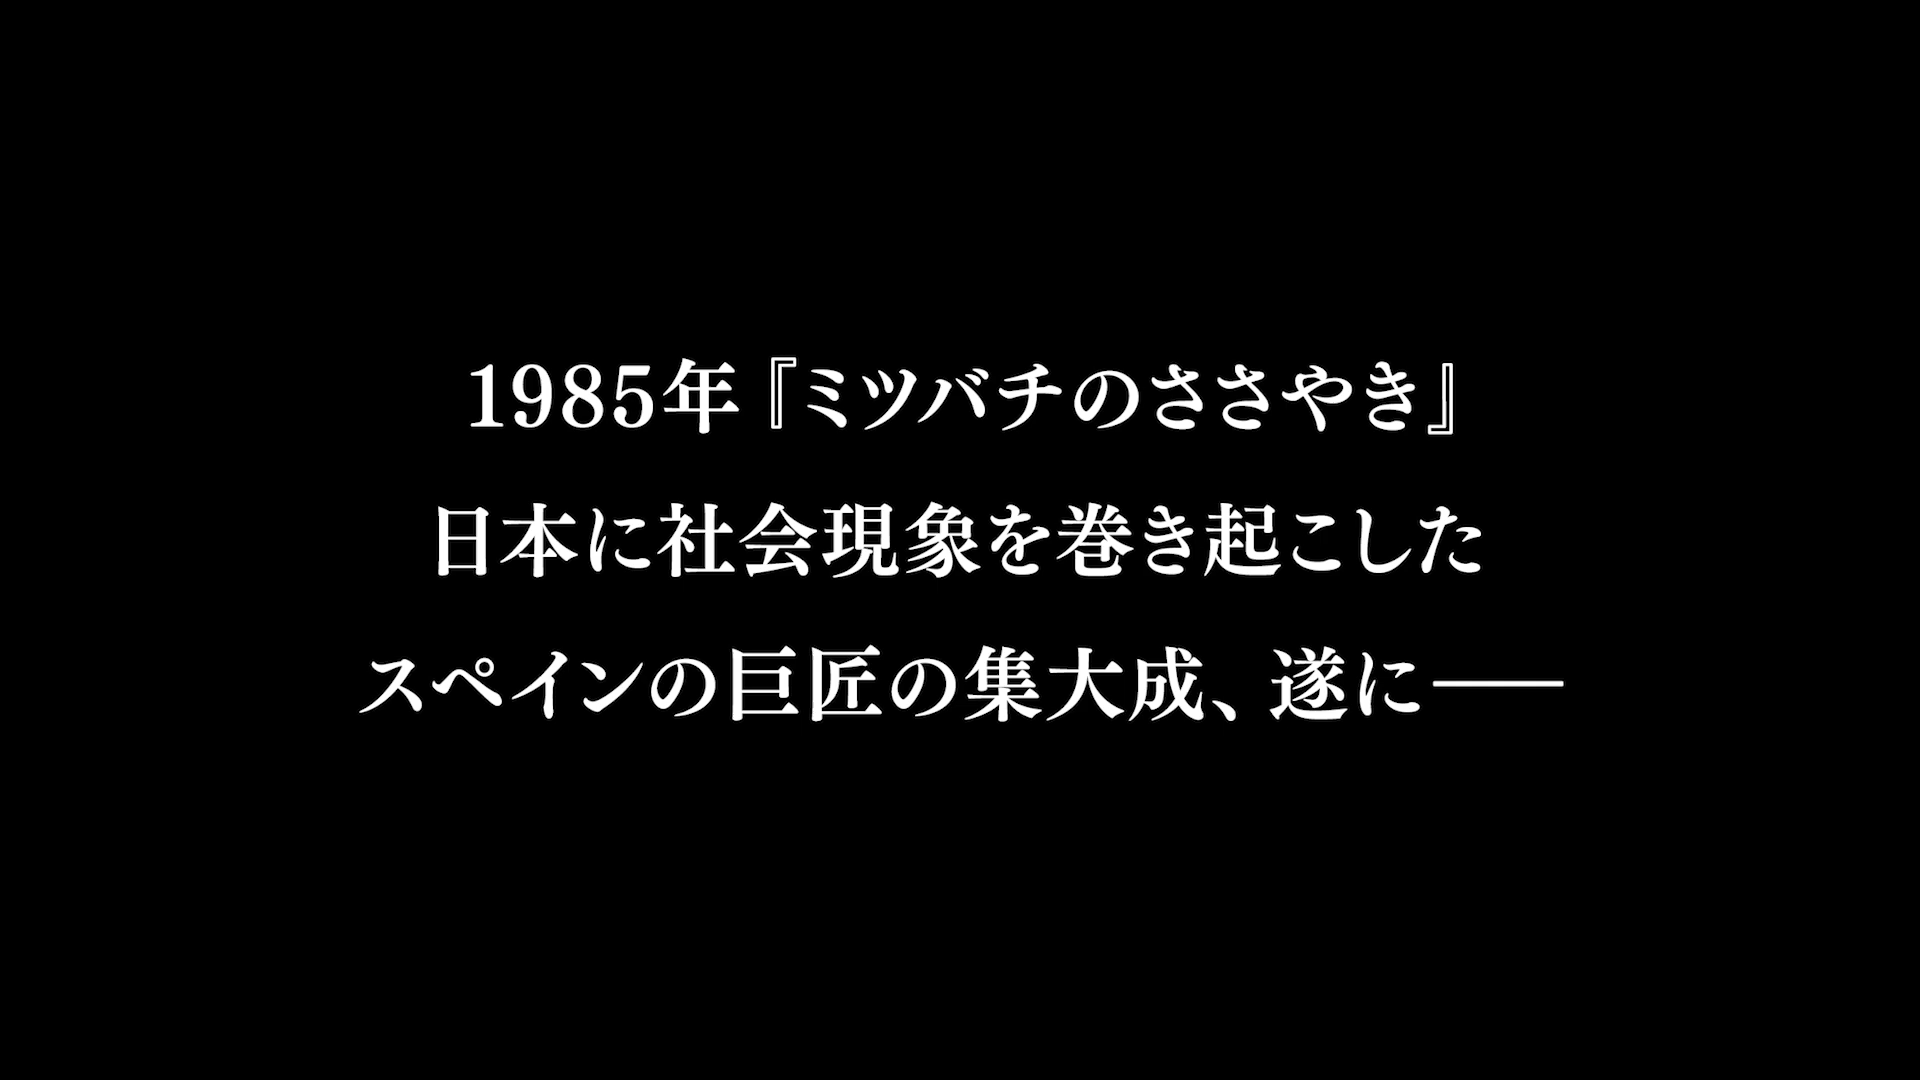 1985年『ミツバチのささやき』
日本に社会現象を巻き起こした
スペインの巨匠の集大成、遂に――